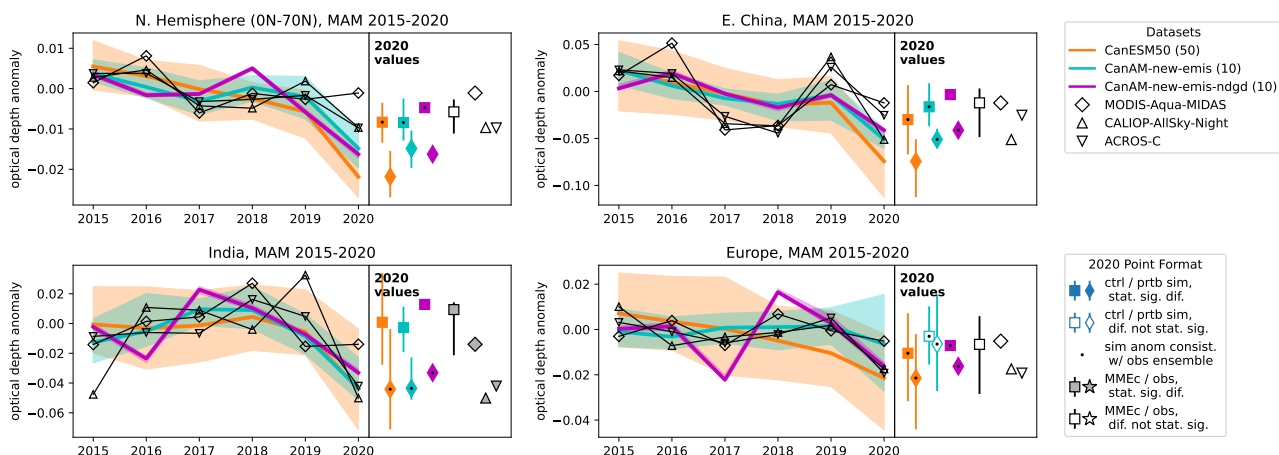 N. Hemisphere (0N-70N), MAM 2015-2020
optical depth anomaly
0.01
0.00
−0.01
−0.02
2015 2016 2017 2018 2019 2020
2020
values
E. China, MAM 2015-2020
optical depth anomaly
0.05
0.00
−0.05
−0.10
2015 2016 2017 2018 2019 2020
2020
values
Datasets
CanESM50 (50)
CanAM-new-emis (10)
CanAM-new-emis-ndgd (10)
MODIS-Aqua-MIDAS
CALIOP-AllSky-Night
ACROS-C
India, MAM 2015-2020
optical depth anomaly
0.02
0.00
−0.02
−0.04
−0.06
2015 2016 2017 2018 2019 2020
2020
values
Europe, MAM 2015-2020
optical depth anomaly
0.02
0.00
−0.02
−0.04
2015 2016 2017 2018 2019 2020
2020
values
2020 Point Format
ctrl / prtb sim,
stat. sig. dif.
ctrl / prtb sim,
dif. not stat. sig.
sim anom consist.
w/ obs ensemble
MMEc / obs,
stat. sig. dif.
MMEc / obs,
dif. not stat. sig.